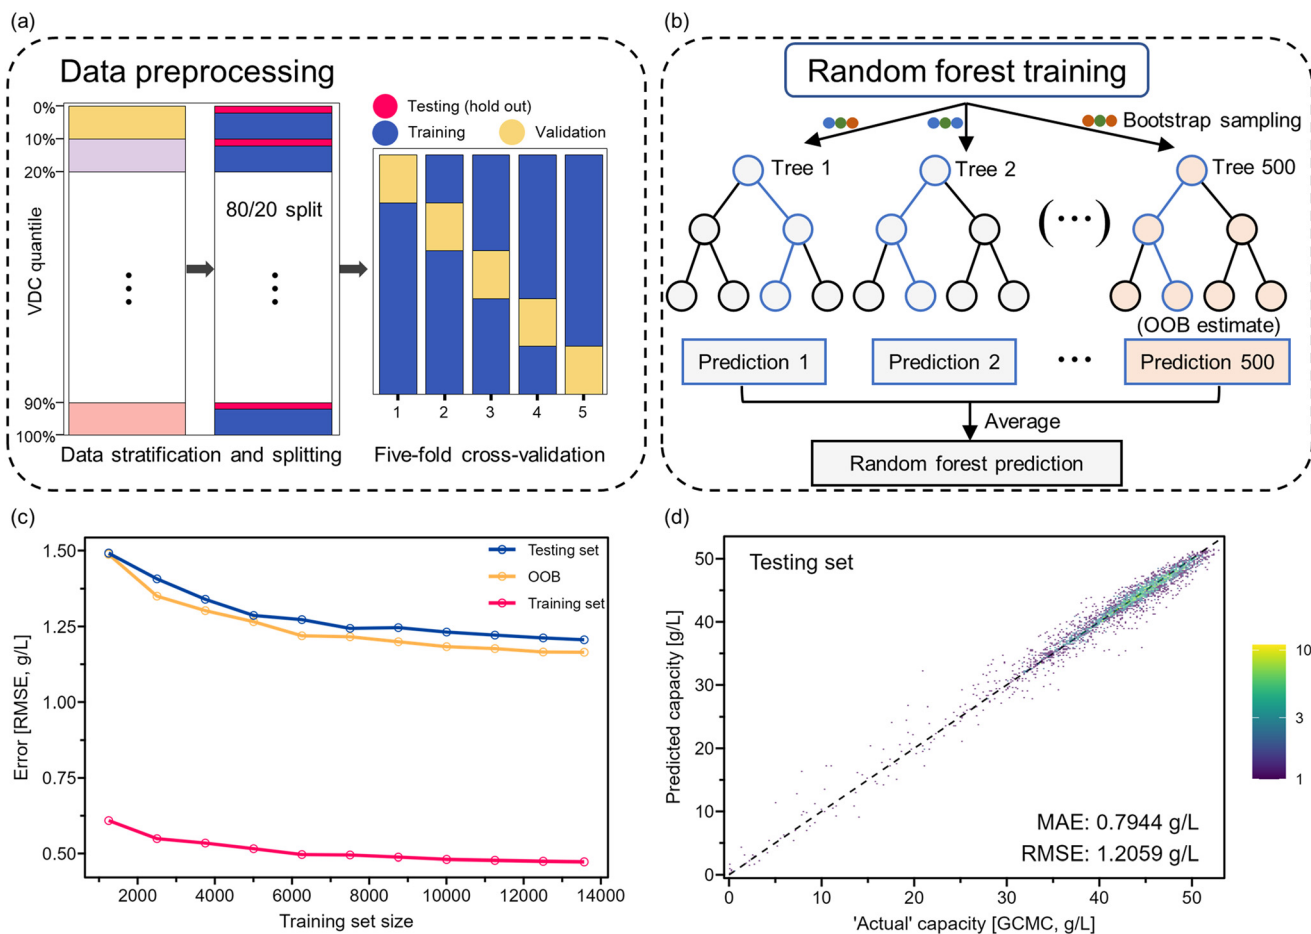 (a)
Data preprocessing
0%
10%
20%
90%
100%
VDC quantile
80/20 split
Testing (hold out)
Training
Validation
1 2 3 4 5
Data stratification and splitting
Five-fold cross-validation
(b)
Random forest training
Bootstrap sampling
Tree 1
Tree 2
Tree 500
(···)
(OOB estimate)
Prediction 1
Prediction 2
···
Prediction 500
Average
Random forest prediction
(c)
Error [RMSE, g/L]
1.50
1.25
1.00
0.75
0.50
Testing set
OOB
Training set
2000 4000 6000 8000 10000 12000 14000
Training set size
(d)
Testing set
Predicted capacity [g/L]
50
40
30
20
10
0
MAE: 0.7944 g/L
RMSE: 1.2059 g/L
0 10 20 30 40 50
'Actual' capacity [GCMC, g/L]
10
3
1